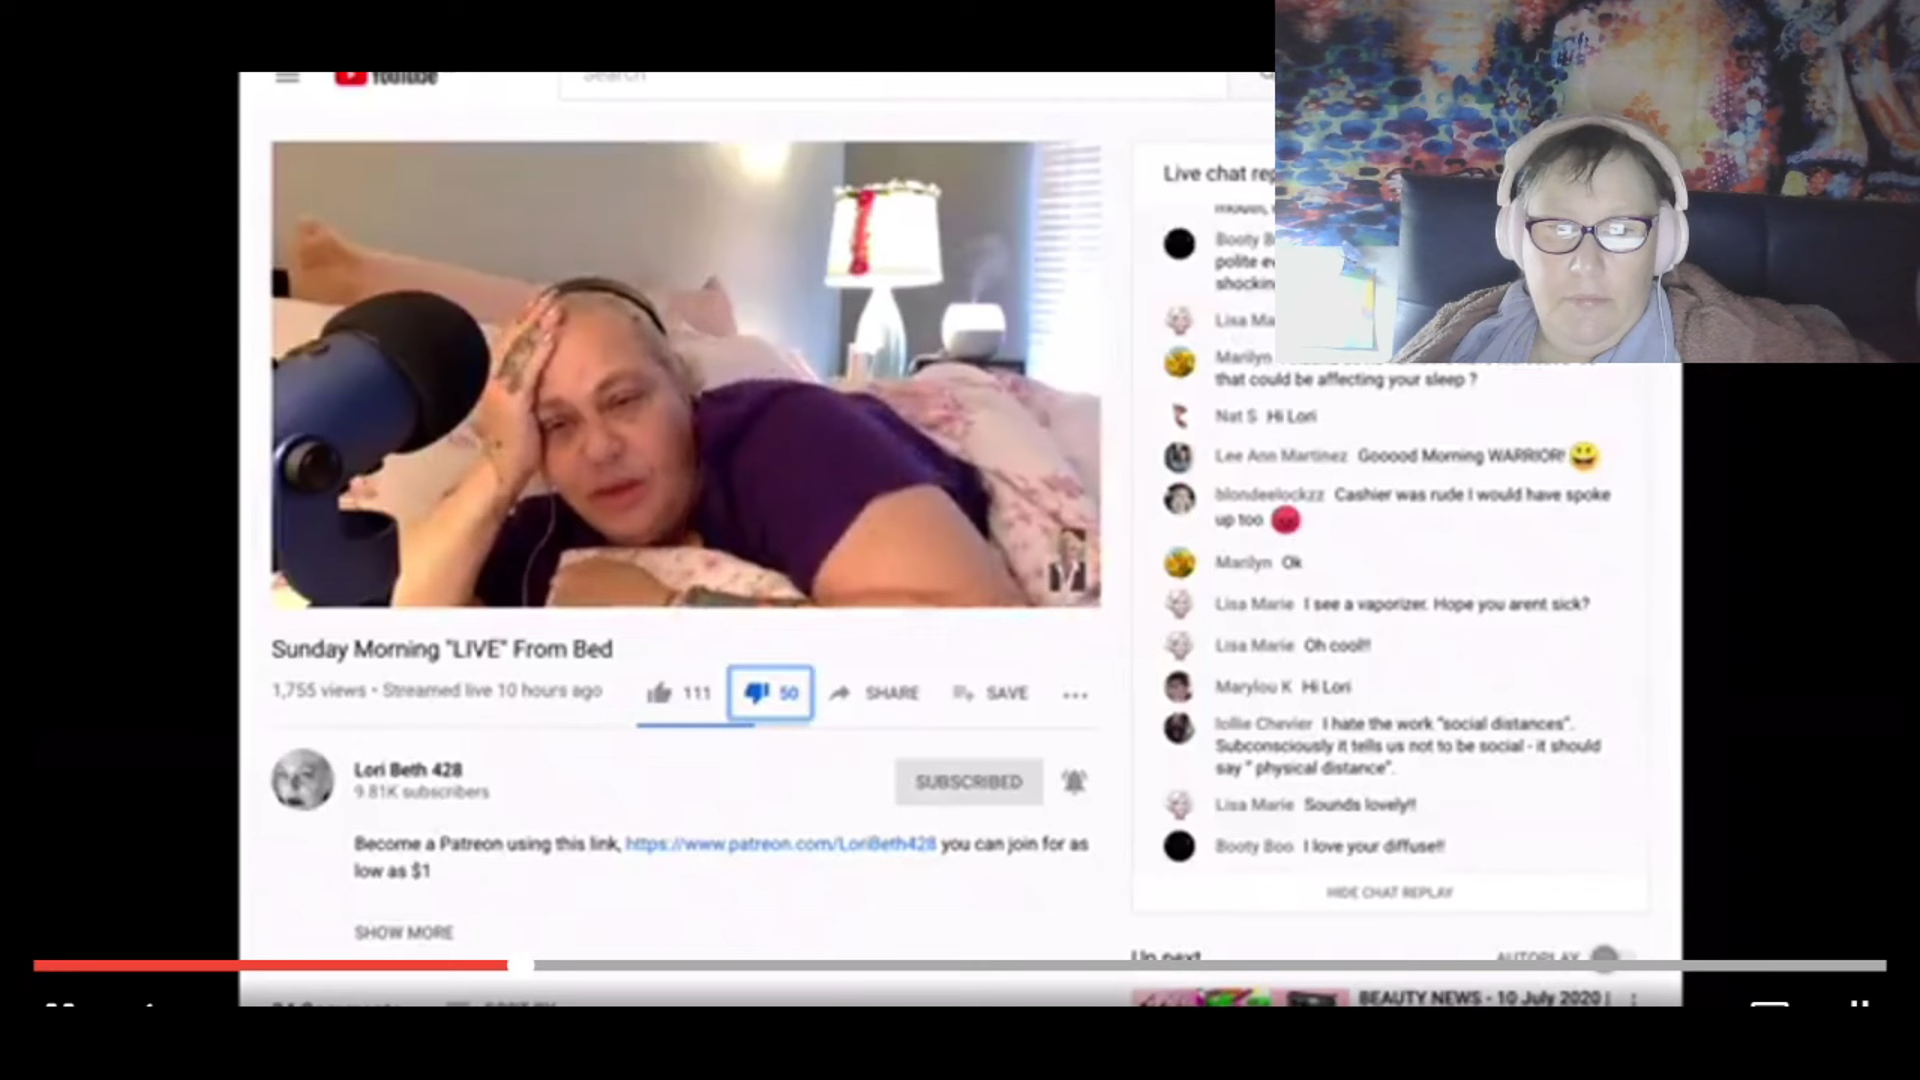 YouTube
Search
Live chat rep
Booty B
polite e
shockin
Lisa Ma
Marilyn
that could be affecting your sleep ?
Nat S Hi Lori
Lee Ann Martinez Gooood Morning WARRIOR!
blondeelockzz Cashier was rude I would have spoke
up too
Marilyn Ok
Lisa Marie I see a vaporizer. Hope you arent sick?
Lisa Marie Oh cool!!
Marylou K Hi Lori
lollie Chevier I hate the work "social distances".
Subconsciously it tells us not to be social - it should
say " physical distance".
Lisa Marie Sounds lovely!!
Booty Boo I love your diffuse!!
HIDE CHAT REPLAY
Sunday Morning "LIVE" From Bed
1,755 views • Streamed live 10 hours ago
111
50
SHARE
SAVE
Lori Beth 428
9.81K subscribers
SUBSCRIBED
Become a Patreon using this link, https://www.patreon.com/LoriBeth428 you can join for as
low as $1
SHOW MORE
Up next
AUTOPLAY
BEAUTY NEWS - 10 July 2020 |